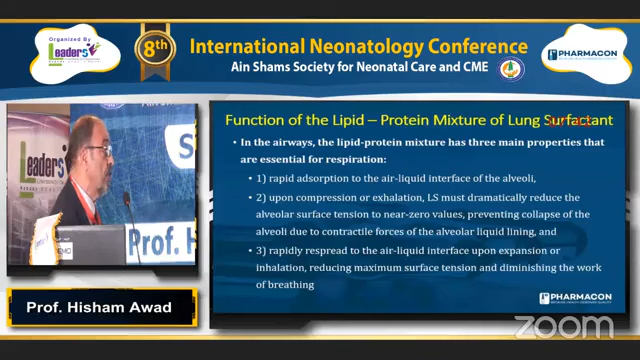 Organized By
Leaders
8th
International Neonatology Conference
Ain Shams Society for Neonatal Care and CME
PHARMACON
Function of the Lipid – Protein Mixture of Lung Surfactant
• In the airways, the lipid-protein mixture has three main properties that
are essential for respiration:
• 1) rapid adsorption to the air-liquid interface of the alveoli,
• 2) upon compression or exhalation, LS must dramatically reduce the
alveolar surface tension to near-zero values, preventing collapse of the
alveoli due to contractile forces of the alveolar liquid lining, and
• 3) rapidly respread to the air-liquid interface upon expansion or
inhalation, reducing maximum surface tension and diminishing the work
of breathing
PHARMACON
Leaders
Prof. H
Prof. Hisham Awad
zoom